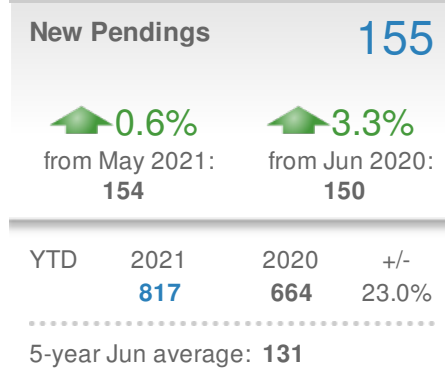 New Pendings 155
0.6% 3.3%
from May 2021: from Jun 2020:
154 150
YTD 2021 2020 +/-
817 664 23.0%
5-year Jun average: 131